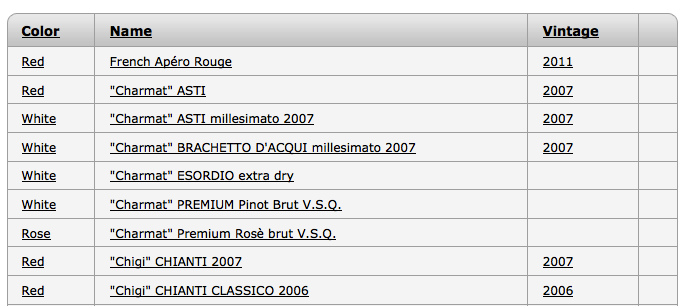 Color Name Vintage
Red French Apéro Rouge 2011
Red "Charmat" ASTI 2007
White "Charmat" ASTI millesimato 2007 2007
White "Charmat" BRACHETTO D'ACQUI millesimato 2007 2007
White "Charmat" ESORDIO extra dry
White "Charmat" PREMIUM Pinot Brut V.S.Q.
Rose "Charmat" Premium Rosè brut V.S.Q.
Red "Chigi" CHIANTI 2007 2007
Red "Chigi" CHIANTI CLASSICO 2006 2006